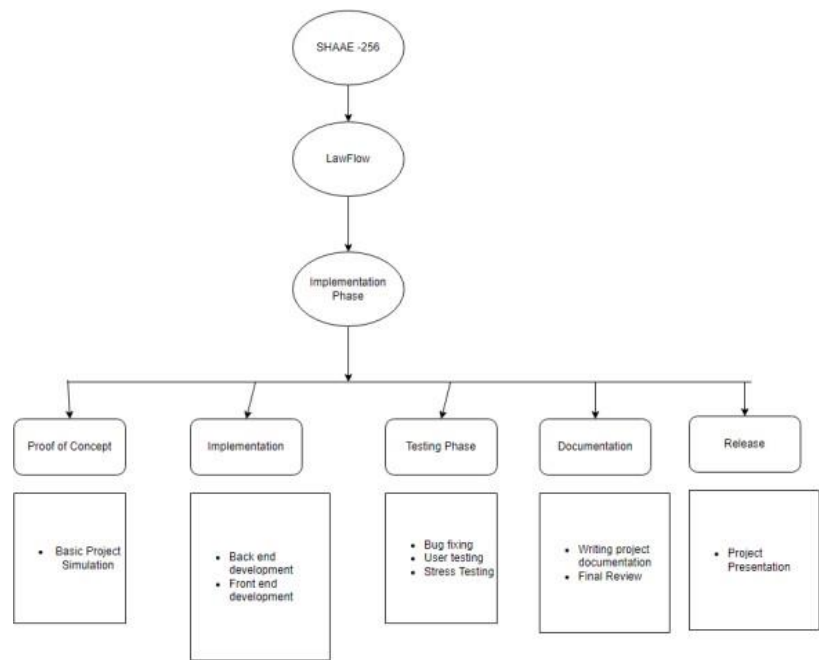 SHAAE -256
LawFlow
Implementation
Phase
Proof of Concept
Implementation
Testing Phase
Documentation
Release
• Basic Project
Simulation
• Back end
development
• Front end
development
• Bug fixing
• User testing
• Stress Testing
• Writing project
documentation
• Final Review
• Project
Presentation